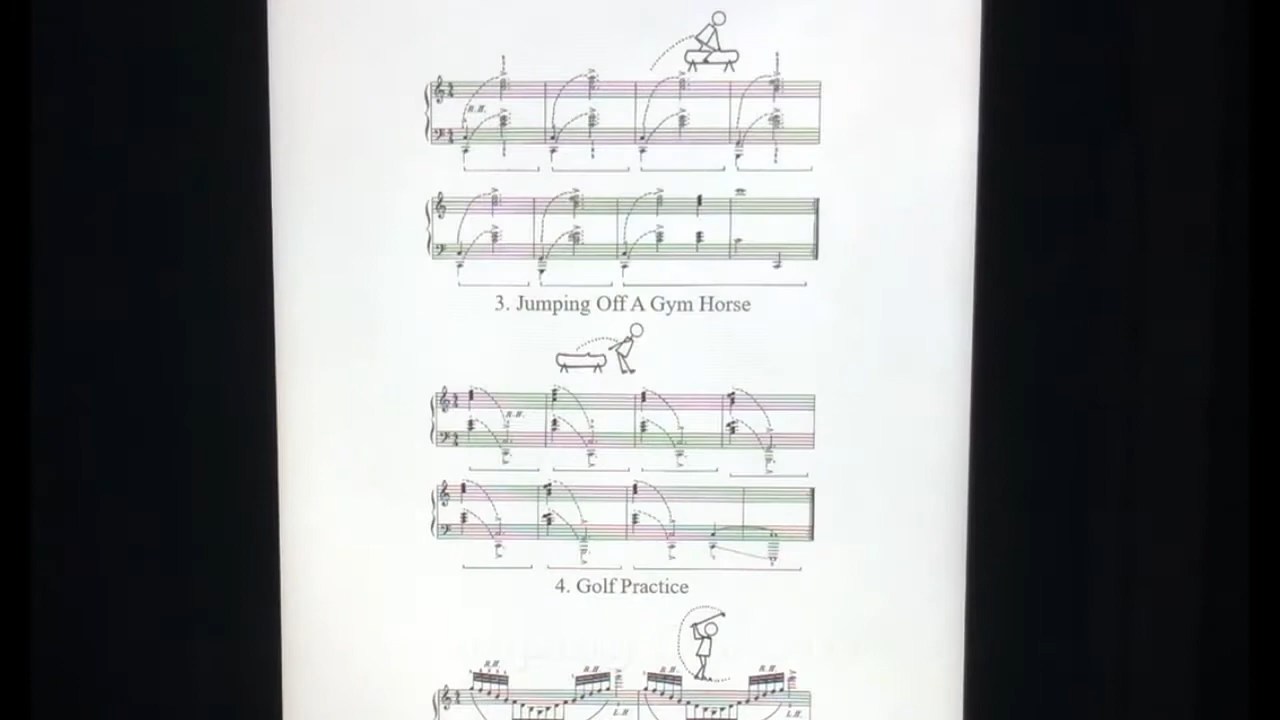 R.H.
3. Jumping Off A Gym Horse
R.H.
4. Golf Practice
R.H. R.H. R.H. R.H.
L.H L.H.